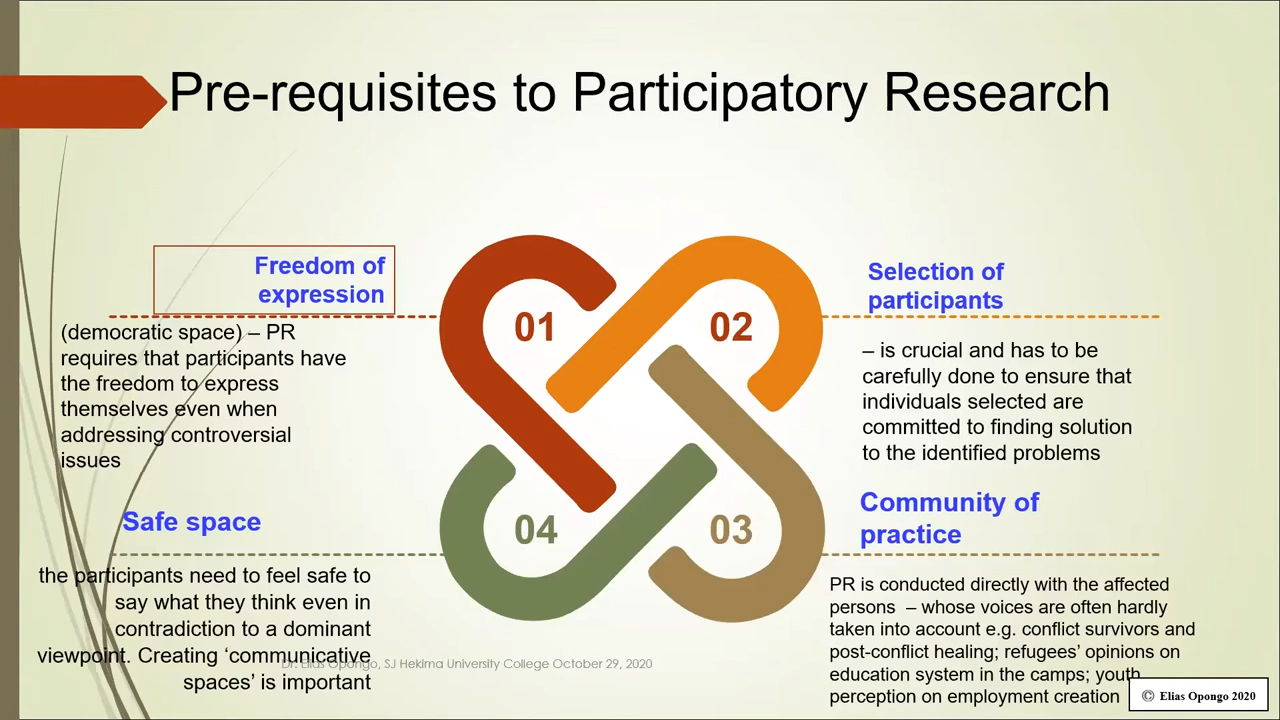 Pre-requisites to Participatory Research
Freedom of
expression
(democratic space) – PR
requires that participants have
the freedom to express
themselves even when
addressing controversial
issues
01
02
Selection of
participants
– is crucial and has to be
carefully done to ensure that
individuals selected are
committed to finding solution
to the identified problems
Safe space
the participants need to feel safe to
say what they think even in
contradiction to a dominant
viewpoint. Creating ‘communicative
spaces’ is important
04
03
Community of
practice
PR is conducted directly with the affected
persons – whose voices are often hardly
taken into account e.g. conflict survivors and
post-conflict healing; refugees’ opinions on
education system in the camps; youth
perception on employment creation
Dr. Elias Opongo, SJ Hekima University College October 29, 2020
© Elias Opongo 2020